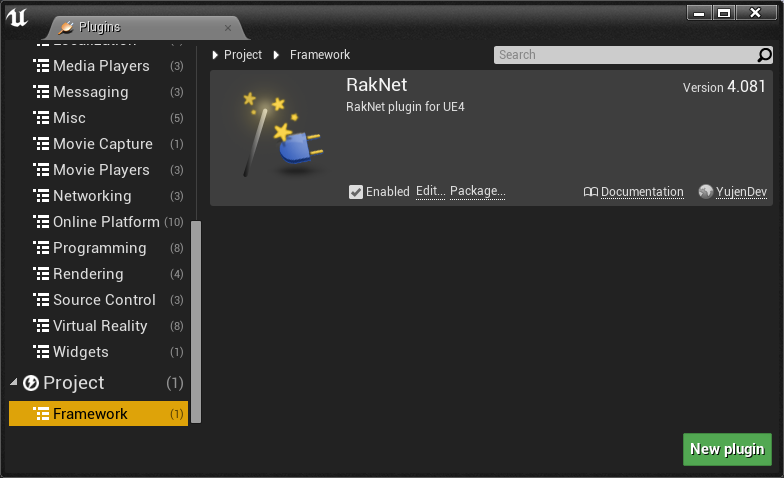 Plugins
Localization (1)
Media Players (3)
Messaging (3)
Misc (5)
Movie Capture (1)
Movie Players (3)
Networking (3)
Online Platform (10)
Programming (8)
Rendering (4)
Source Control (3)
Virtual Reality (8)
Widgets (1)
Project (1)
Framework (1)
Project Framework
Search
RakNet
Version 4.081
RakNet plugin for UE4
Enabled Edit... Package...
Documentation YujenDev
New plugin